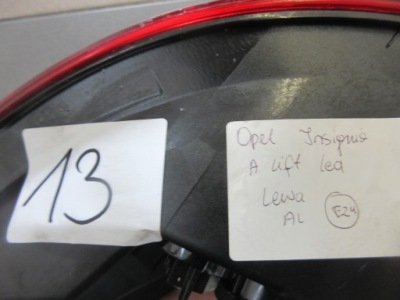 13
Opel Insignia
A lift led
Lewa
AL E24